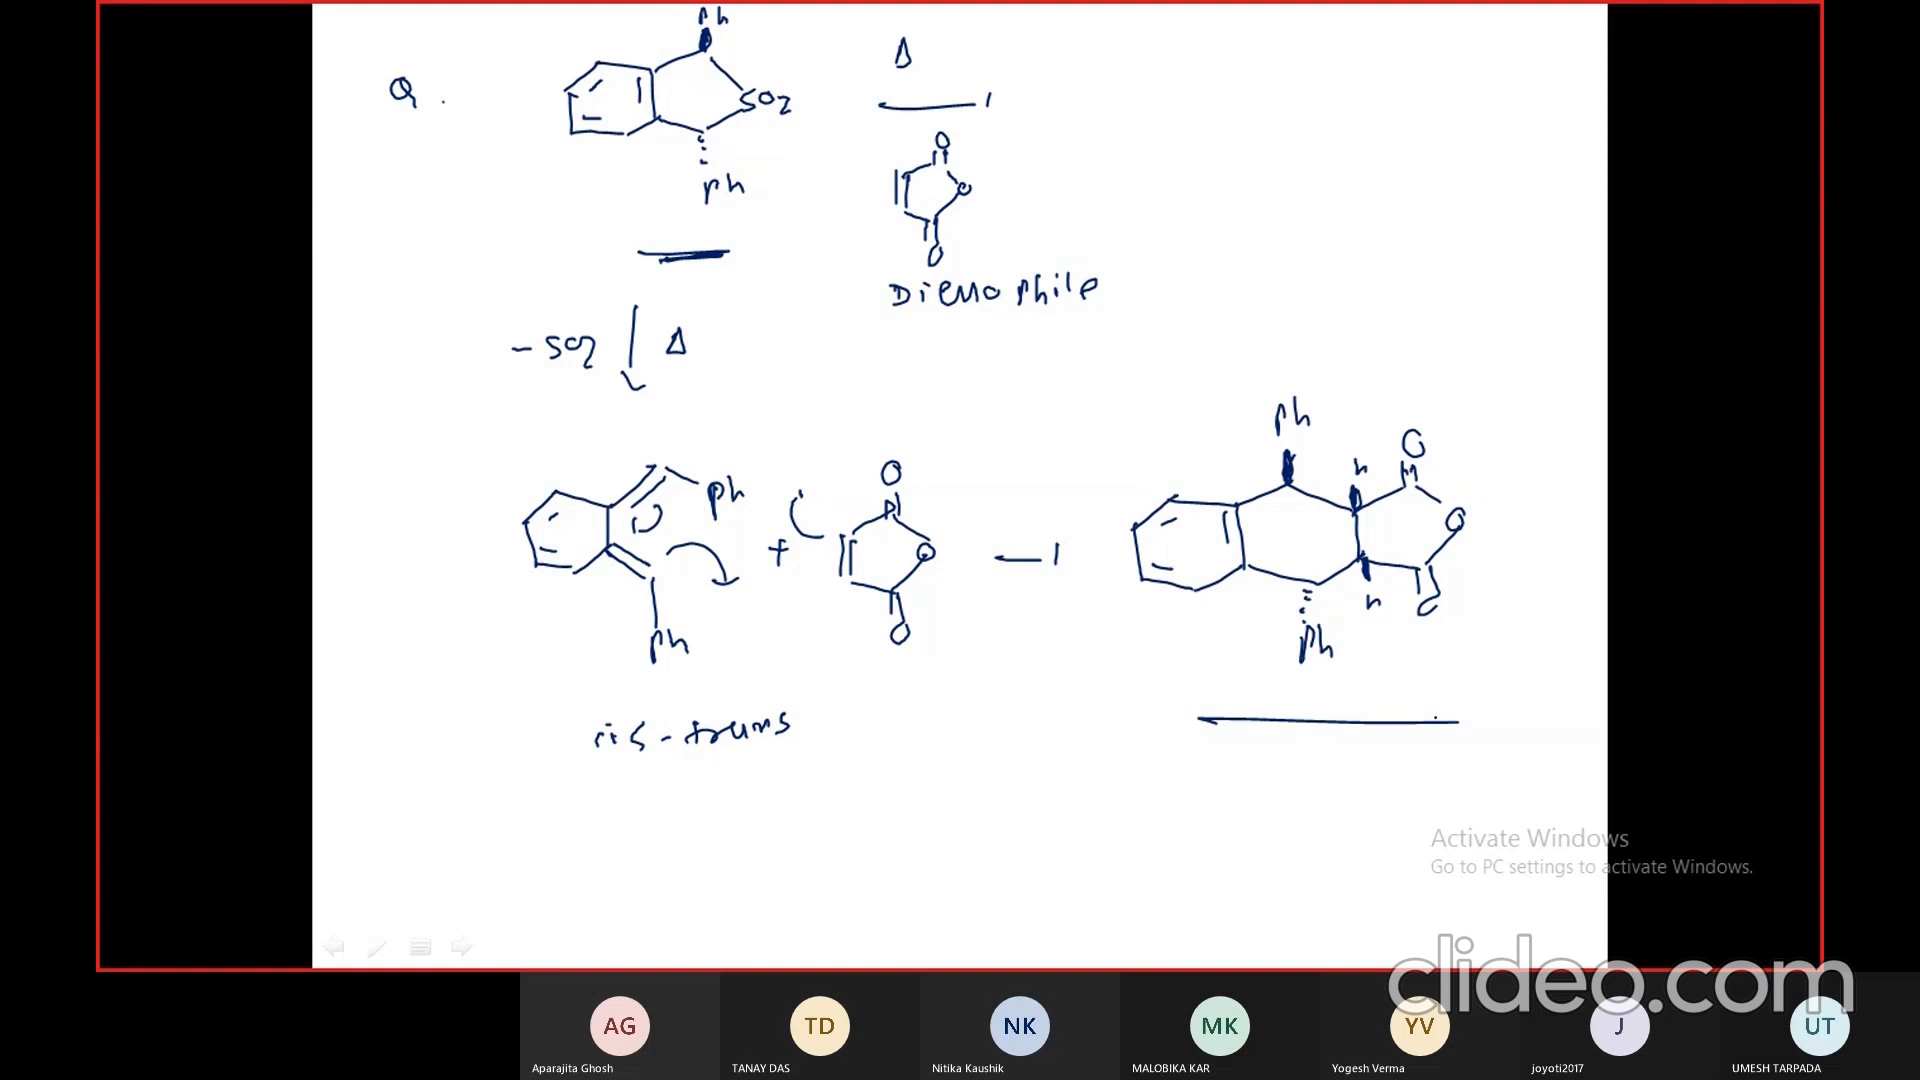 Ph
Q.
Δ
SO2
O
O
Ph
O
Dienophile
- SO2
Δ
Ph
O
O
h
Ph
O
O
+
O
O
h
O
Ph
Ph
cis-trans
Activate Windows
Go to PC settings to activate Windows.
clideo.com
AG
TD
NK
MK
YV
J
UT
Aparajita Ghosh
TANAY DAS
Nitika Kaushik
MALOBIKA KAR
Yogesh Verma
joyoti2017
UMESH TARPADA